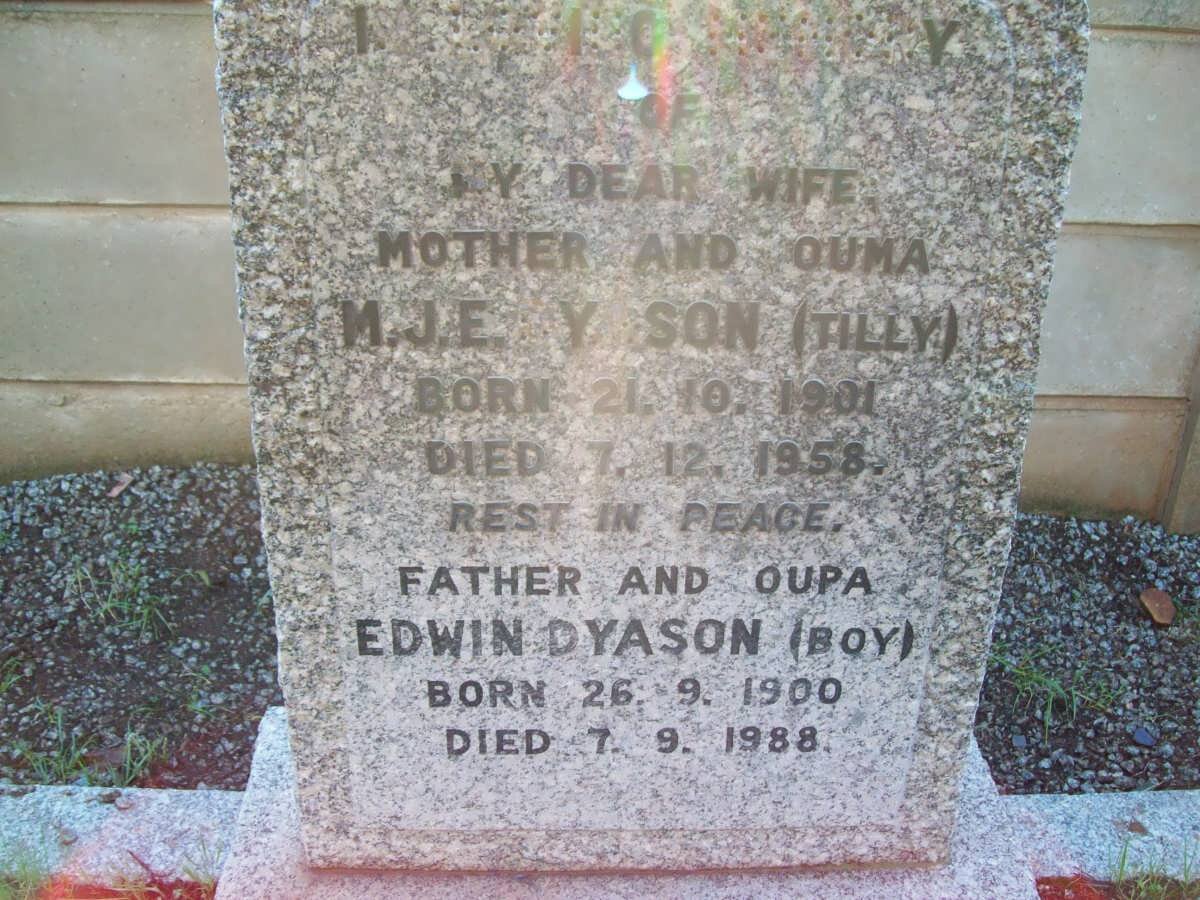 OF
MY DEAR WIFE.
MOTHER AND OUMA
M.J.E. Y SON (TILLY)
BORN 21. 10. 1901
DIED 7. 12. 1958.
REST IN PEACE.
FATHER AND OUPA
EDWIN DYASON (BOY)
BORN 26. 9. 1900
DIED 7. 9. 1988.